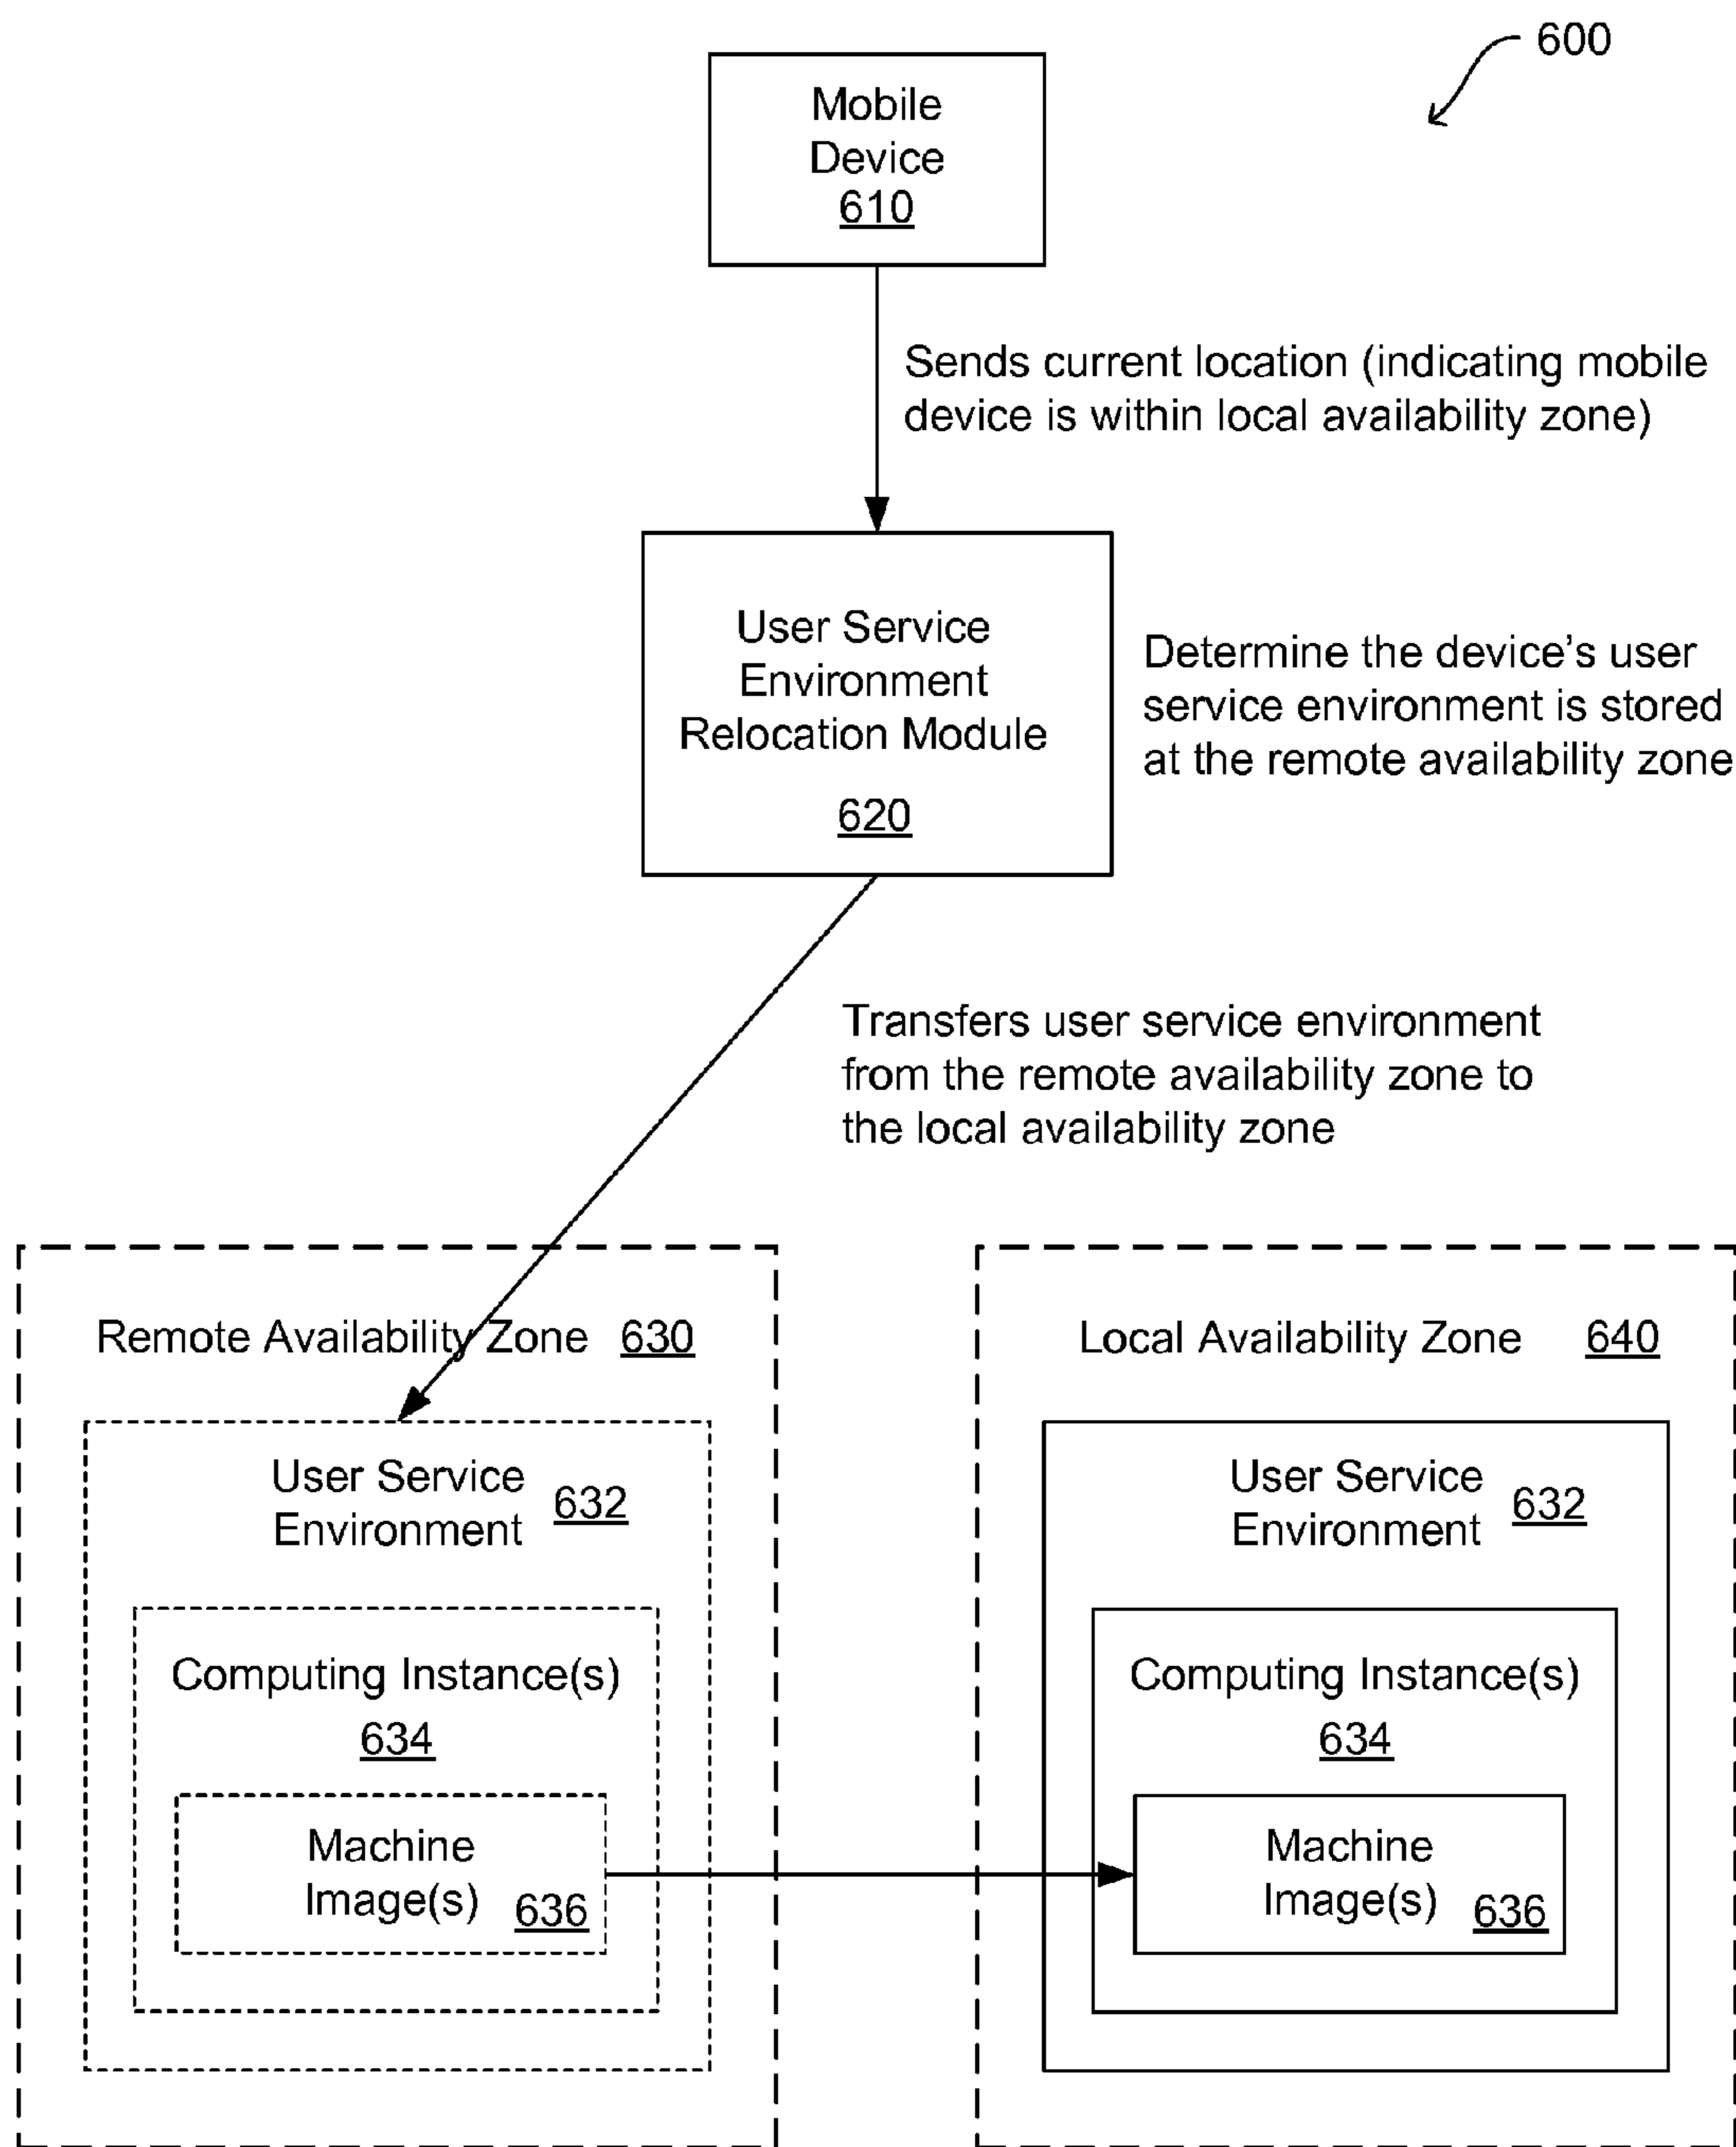 600
Mobile
Device
610
Sends current location (indicating mobile
device is within local availability zone)
User Service
Environment
Relocation Module
620
Determine the device's user
service environment is stored
at the remote availability zone
Transfers user service environment
from the remote availability zone to
the local availability zone
Remote Availability Zone 630
User Service
Environment 632
Computing Instance(s)
634
Machine
Image(s) 636
Local Availability Zone 640
User Service
Environment 632
Computing Instance(s)
634
Machine
Image(s) 636